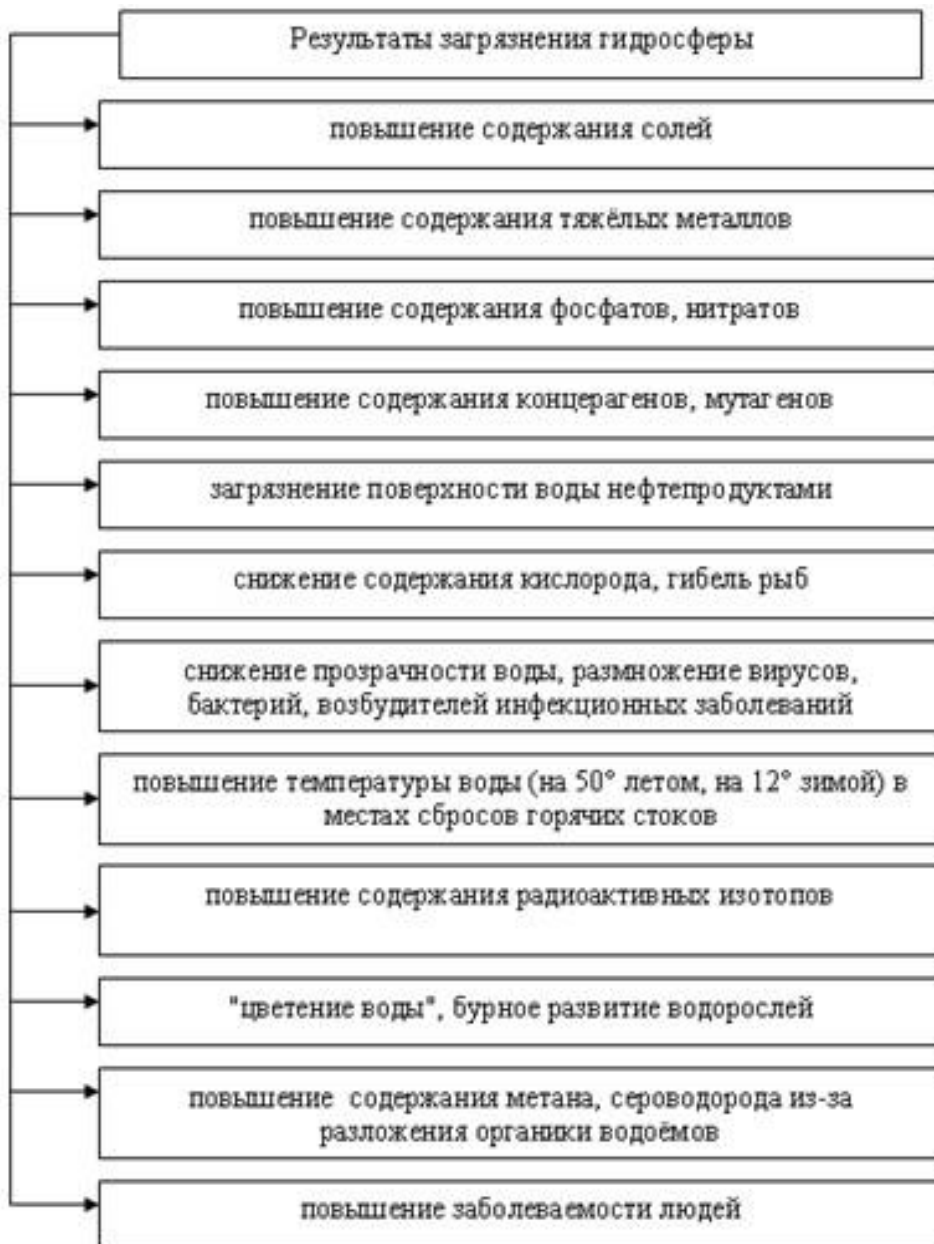 Результаты загрязнения гидросферы
повышение содержания солей
повышение содержания тяжёлых металлов
повышение содержания фосфатов, нитратов
повышение содержания концерагенов, мутагенов
загрязнение поверхности воды нефтепродуктами
снижение содержания кислорода, гибель рыб
снижение прозрачности воды, размножение вирусов,
бактерий, возбудителей инфекционных заболеваний
повышение температуры воды (на 50° летом, на 12° зимой) в
местах сбросов горячих стоков
повышение содержания радиоактивных изотопов
"цветение воды", бурное развитие водорослей
повышение содержания метана, сероводорода из-за
разложения органики водоёмов
повышение заболеваемости людей